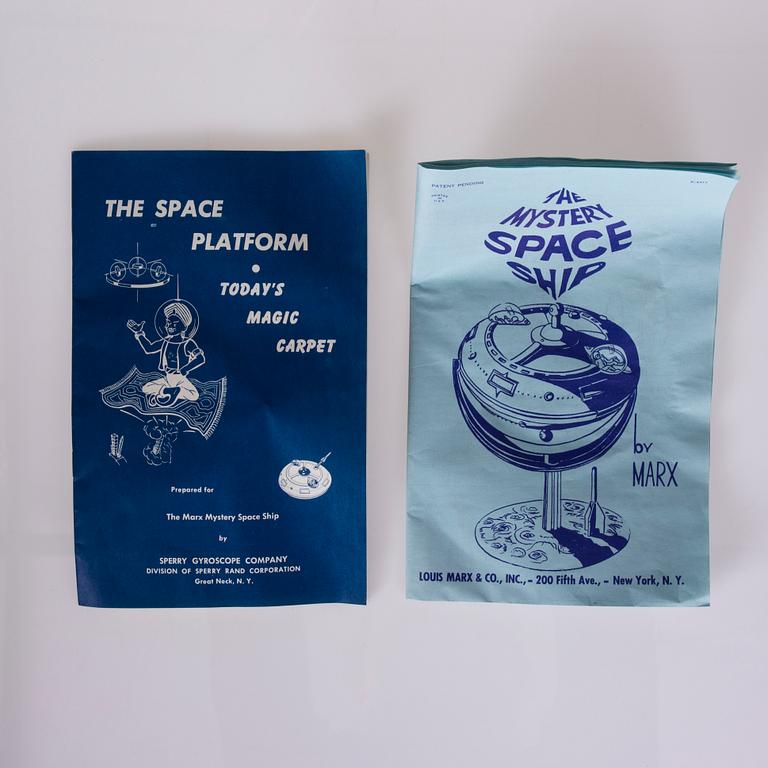 THE SPACE
PLATFORM
•
TODAY'S
MAGIC
CARPET
Prepared for
The Marx Mystery Space Ship
by
SPERRY GYROSCOPE COMPANY
DIVISION OF SPERRY RAND CORPORATION
Great Neck, N. Y.
PATENT PENDING
THE
MYSTERY
SPACE
SHIP
by
MARX
LOUIS MARX & CO., INC., – 200 Fifth Ave., – New York, N. Y.